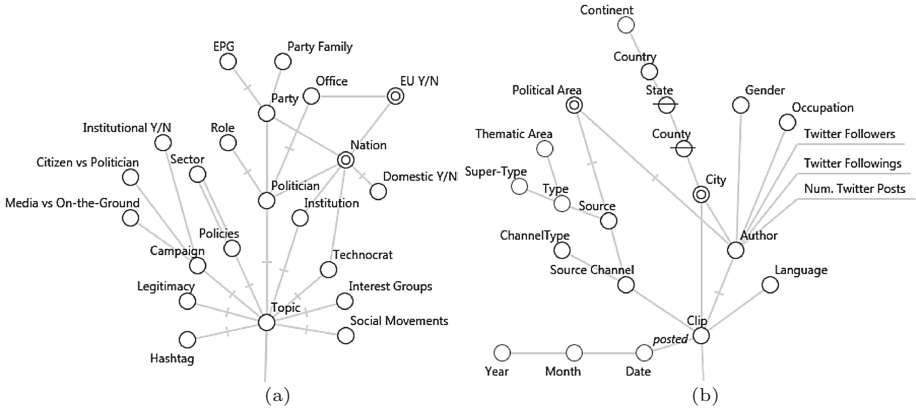 EPG
Party Family
Office
EU Y/N
Party
Institutional Y/N
Role
Nation
Citizen vs Politician
Sector
Domestic Y/N
Politician
Media vs On-the-Ground
Institution
Policies
Campaign
Technocrat
Legitimacy
Interest Groups
Topic
Social Movements
Hashtag
(a)
Continent
Country
Political Area
State
Gender
Occupation
Thematic Area
County
Twitter Followers
Super-Type
Type
City
Twitter Followings
Source
Num. Twitter Posts
ChannelType
Author
Source Channel
Language
Clip
posted
Year
Month
Date
(b)